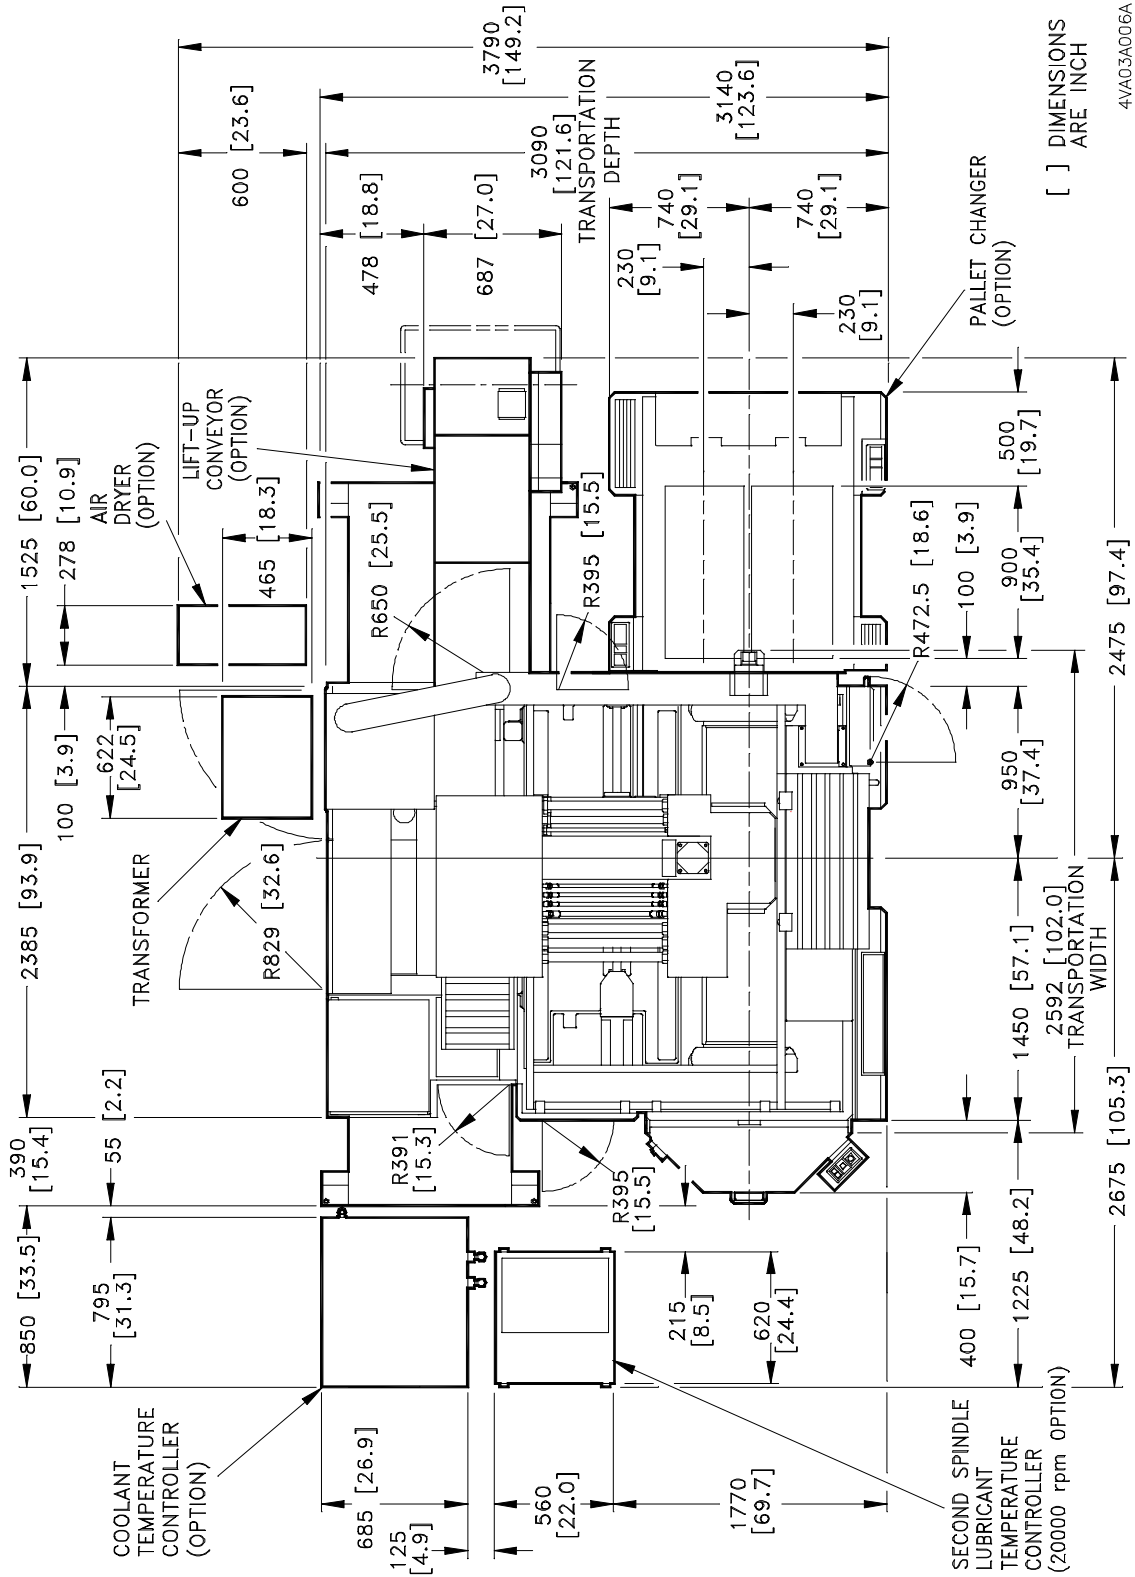 850 [33.5]
390
[15.4]
2385 [93.9]
1525 [60.0]
795
[31.3]
55 [2.2]
622
[24.5]
100 [3.9]
278 [10.9]
COOLANT
TEMPERATURE
CONTROLLER
(OPTION)
TRANSFORMER
AIR
DRYER
(OPTION)
LIFT-UP
CONVEYOR
(OPTION)
465 [18.3]
600 [23.6]
R829 [32.6]
R650 [25.5]
R391
[15.3]
R395
[15.5]
R395 [15.5]
R472.5 [18.6]
685 [26.9]
125
[4.9]
560
[22.0]
1770
[69.7]
478 [18.8]
687 [27.0]
3790
[149.2]
3090
[121.6]
TRANSPORTATION
DEPTH
3140
[123.6]
740
[29.1]
740
[29.1]
230
[9.1]
230
[9.1]
215
[8.5]
620
[24.4]
PALLET CHANGER
(OPTION)
500
[19.7]
900
[35.4]
100 [3.9]
950
[37.4]
400 [15.7]
1225 [48.2]
1450 [57.1]
2592 [102.0]
TRANSPORTATION
WIDTH
2675 [105.3]
2475 [97.4]
SECOND SPINDLE
LUBRICANT
TEMPERATURE
CONTROLLER
(20000 rpm OPTION)
[ ] DIMENSIONS
ARE INCH
4VA03A006A